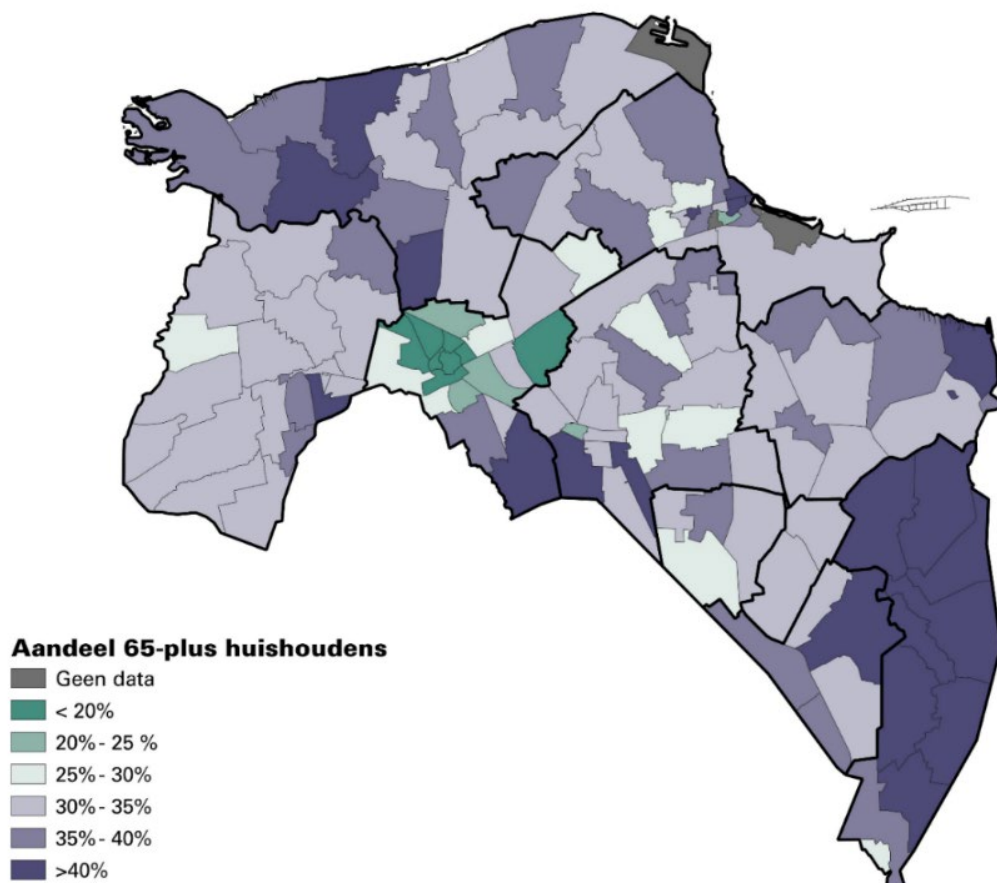 Aandeel 65-plus huishoudens
Geen data
< 20%
20%- 25 %
25%- 30%
30%- 35%
35%- 40%
>40%